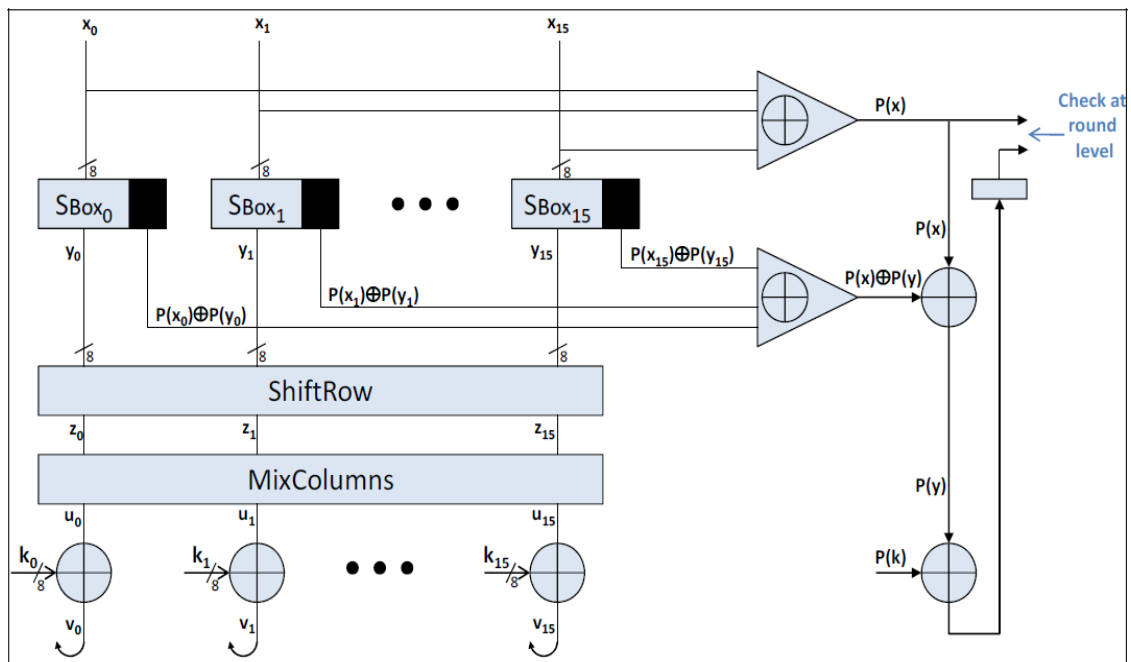 x₀ x₁ x₁₅
P(x)
Check at
round
level
8 8 8
SBox₀ SBox₁ SBox₁₅
P(x)
y₀ y₁ y₁₅
P(x₁₅)⊕P(y₁₅)
P(x)⊕P(y)
P(x₁)⊕P(y₁)
P(x₀)⊕P(y₀)
8 8 8
ShiftRow
z₀ z₁ z₁₅
MixColumns
P(y)
u₀ u₁ u₁₅
k₀ k₁ k₁₅ P(k)
8 8 8
v₀ v₁ v₁₅